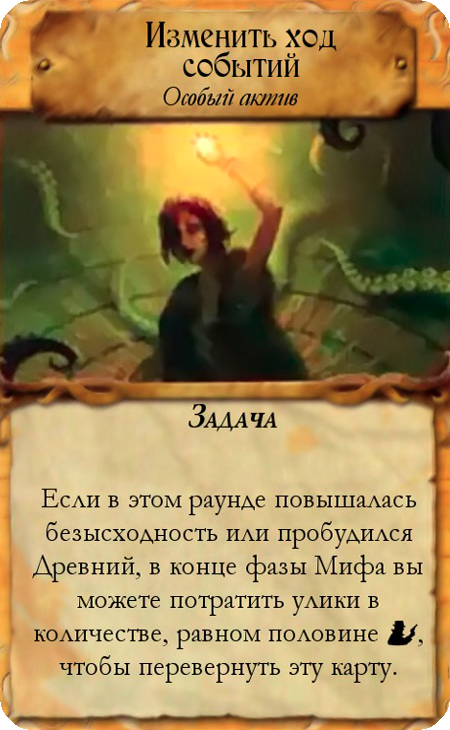 Изменить ход
событий
Особый актив
Задача
Если в этом раунде повышалась
безысходность или пробудился
Древний, в конце фазы Мифа вы
можете потратить улики в
количестве, равном половине ,
чтобы перевернуть эту карту.